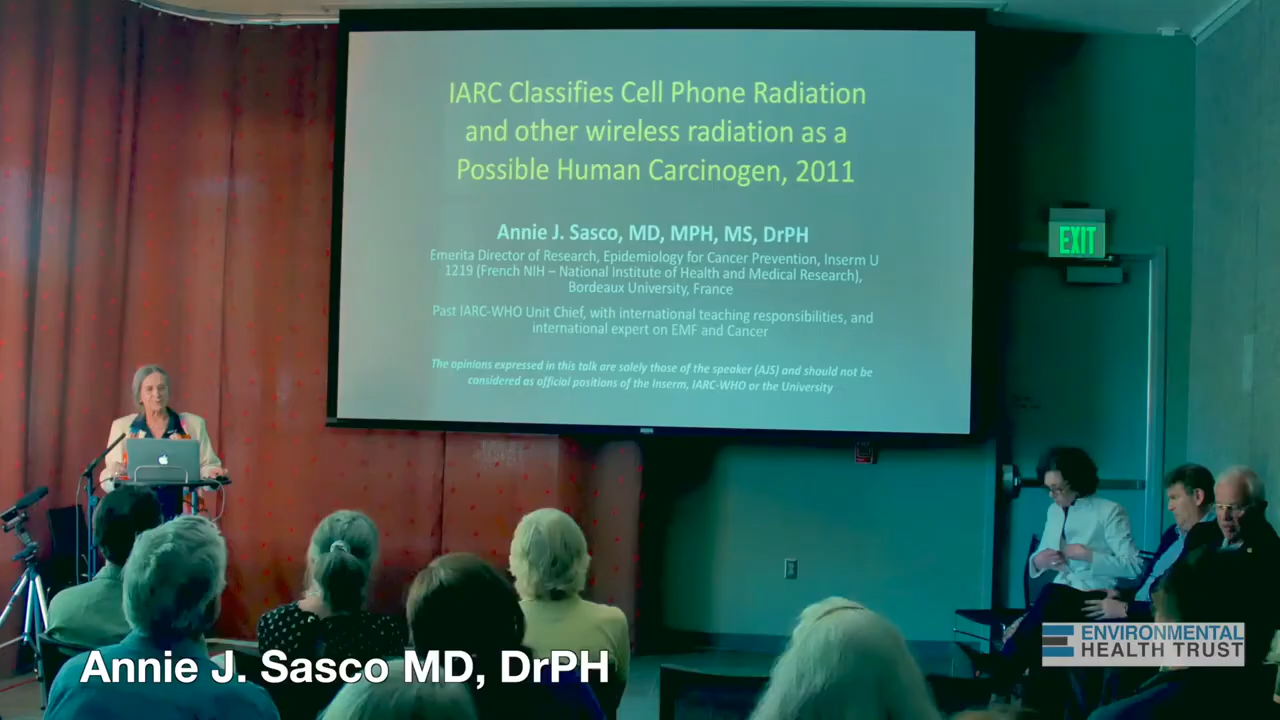 IARC Classifies Cell Phone Radiation
and other wireless radiation as a
Possible Human Carcinogen, 2011
Annie J. Sasco, MD, MPH, MS, DrPH
Emerita Director of Research, Epidemiology for Cancer Prevention, Inserm U
1219 (French NIH – National Institute of Health and Medical Research),
Bordeaux University, France
Past IARC-WHO Unit Chief, with international teaching responsibilities, and
international expert on EMF and Cancer
The opinions expressed in this talk are solely those of the speaker (AJS) and should not be
considered as official positions of the Inserm, IARC-WHO or the University
EXIT
Annie J. Sasco MD, DrPH
ENVIRONMENTAL
HEALTH TRUST